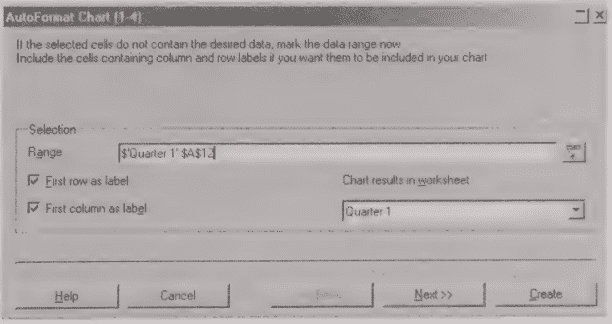 AutoFormat Chart (1-4)
If the selected cells do not contain the desired data, mark the data range now
Include the cells containing column and row labels if you want them to be included in your chart
Selection
Range
$'Quarter 1' $A$12
First row as label
Chart results in worksheet
First column as label
Quarter 1
Help Cancel Next >> Create